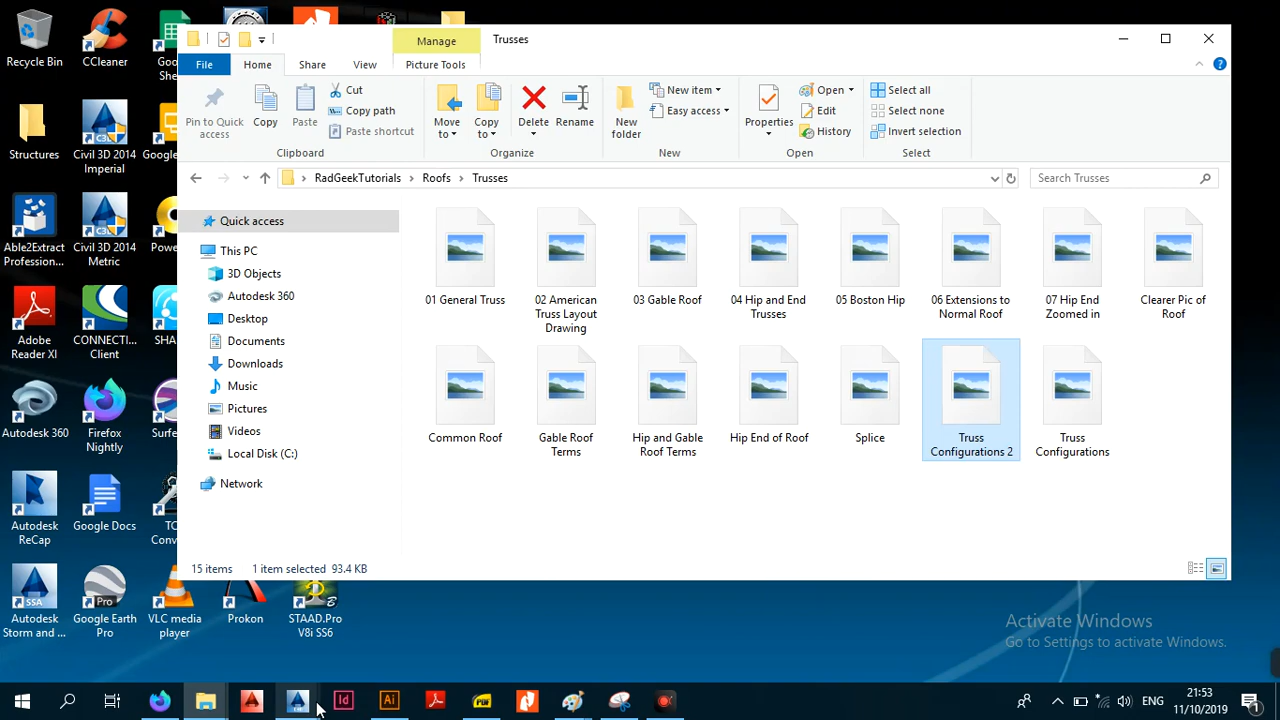 Trusses
Manage
File
Home
Share
View
Picture Tools
Pin to Quick access
Copy
Paste
Cut
Copy path
Paste shortcut
Clipboard
Move to
Copy to
Delete
Rename
Organize
New folder
New item
Easy access
New
Properties
Open
Edit
History
Open
Select all
Select none
Invert selection
Select
RadGeekTutorials
Roofs
Trusses
Search Trusses
Quick access
This PC
3D Objects
Autodesk 360
Desktop
Documents
Downloads
Music
Pictures
Videos
Local Disk (C:)
Network
01 General Truss
02 American
Truss Layout
Drawing
03 Gable Roof
04 Hip and End
Trusses
05 Boston Hip
06 Extensions to
Normal Roof
07 Hip End
Zoomed in
Clearer Pic of
Roof
Common Roof
Gable Roof
Terms
Hip and Gable
Roof Terms
Hip End of Roof
Splice
Truss
Configurations 2
Truss
Configurations
15 items
1 item selected 93.4 KB
Recycle Bin
CCleaner
Goo
She
Structures
Civil 3D 2014
Imperial
Google
Able2Extract
Profession...
Civil 3D 2014
Metric
Pow
Adobe
Reader XI
CONNECTI...
Client
SHA
Autodesk 360
Firefox
Nightly
Surfe
Autodesk
ReCap
Google Docs
TC
Conv
Autodesk
Storm and ...
Google Earth
Pro
VLC media
player
Prokon
STAAD.Pro
V8i SS6
Pro
SSA
Activate Windows
Go to Settings to activate Windows.
Id
Ai
PDF
ENG
21:53
11/10/2019
1